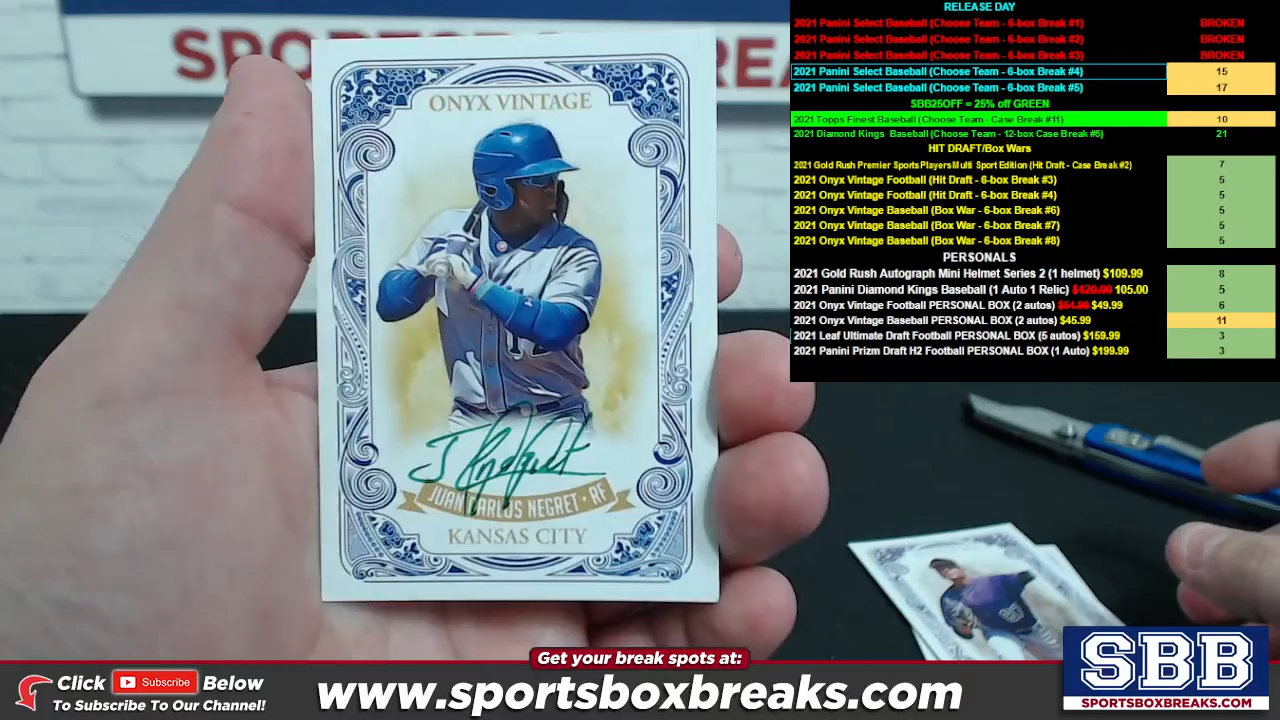 SPORTSBOXBREAKS
ONYX VINTAGE
JUAN CARLOS NEGRET • RF
KANSAS CITY
RELEASE DAY
2021 Panini Select Baseball (Choose Team - 6-box Break #1) BROKEN
2021 Panini Select Baseball (Choose Team - 6-box Break #2) BROKEN
2021 Panini Select Baseball (Choose Team - 6-box Break #3) BROKEN
2021 Panini Select Baseball (Choose Team - 6-box Break #4) 15
2021 Panini Select Baseball (Choose Team - 6-box Break #5) 17
SBB25OFF = 25% off GREEN
2021 Topps Finest Baseball (Choose Team - Case Break #11) 10
2021 Diamond Kings Baseball (Choose Team - 12-box Case Break #5) 21
HIT DRAFT/Box Wars
2021 Gold Rush Premier Sports Players Multi Sport Edition (Hit Draft - Case Break #2) 7
2021 Onyx Vintage Football (Hit Draft - 6-box Break #3) 5
2021 Onyx Vintage Football (Hit Draft - 6-box Break #4) 5
2021 Onyx Vintage Baseball (Box War - 6-box Break #6) 5
2021 Onyx Vintage Baseball (Box War - 6-box Break #7) 5
2021 Onyx Vintage Baseball (Box War - 6-box Break #8) 5
PERSONALS
2021 Gold Rush Autograph Mini Helmet Series 2 (1 helmet) $109.99 8
2021 Panini Diamond Kings Baseball (1 Auto 1 Relic) $120.00 105.00 5
2021 Onyx Vintage Football PERSONAL BOX (2 autos) $51.99 $49.99 6
2021 Onyx Vintage Baseball PERSONAL BOX (2 autos) $45.99 11
2021 Leaf Ultimate Draft Football PERSONAL BOX (5 autos) $159.99 3
2021 Panini Prizm Draft H2 Football PERSONAL BOX (1 Auto) $199.99 3
Get your break spots at:
Click Subscribe Below
To Subscribe To Our Channel!
www.sportsboxbreaks.com
SBB
SPORTSBOXBREAKS.COM